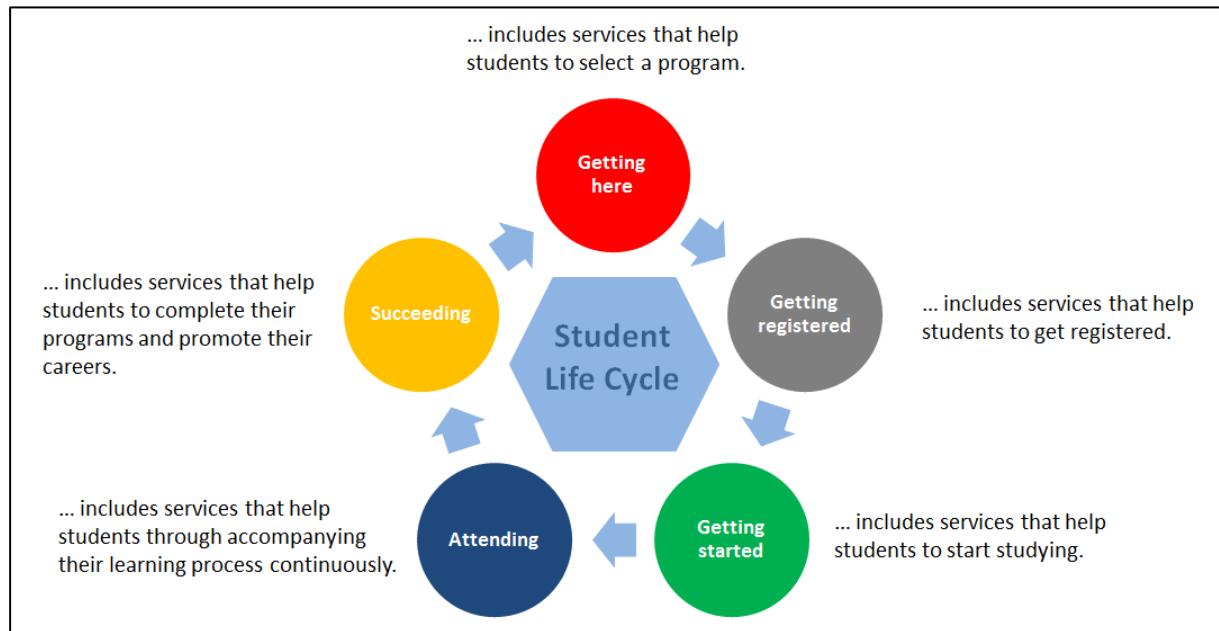 ... includes services that help
students to select a program.
Getting
here
Getting
registered
... includes services that help
students to get registered.
Getting
started
... includes services that help
students to start studying.
Attending
... includes services that help
students through accompanying
their learning process continuously.
Succeeding
... includes services that help
students to complete their
programs and promote their
careers.
Student
Life Cycle